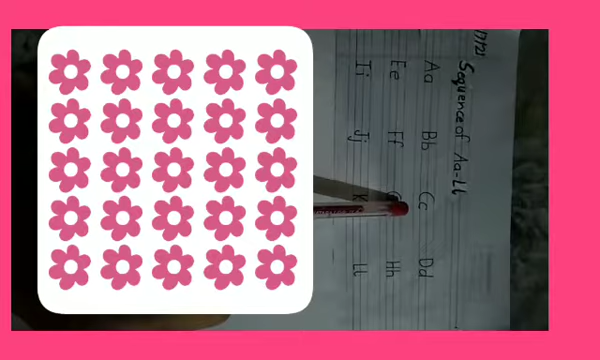 Sequence of Aa-Ll
Aa Bb Cc Dd
Ee Ff Hh
Ii Jj Ll